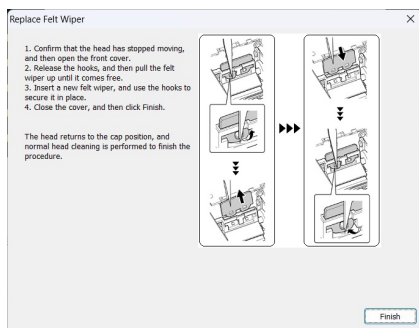 Replace Felt Wiper
1. Confirm that the head has stopped moving,
and then open the front cover.
2. Release the hooks, and then pull the felt
wiper up until it comes free.
3. Insert a new felt wiper, and use the hooks to
secure it in place.
4. Close the cover, and then click Finish.
The head returns to the cap position, and
normal head cleaning is performed to finish the
procedure.
Finish